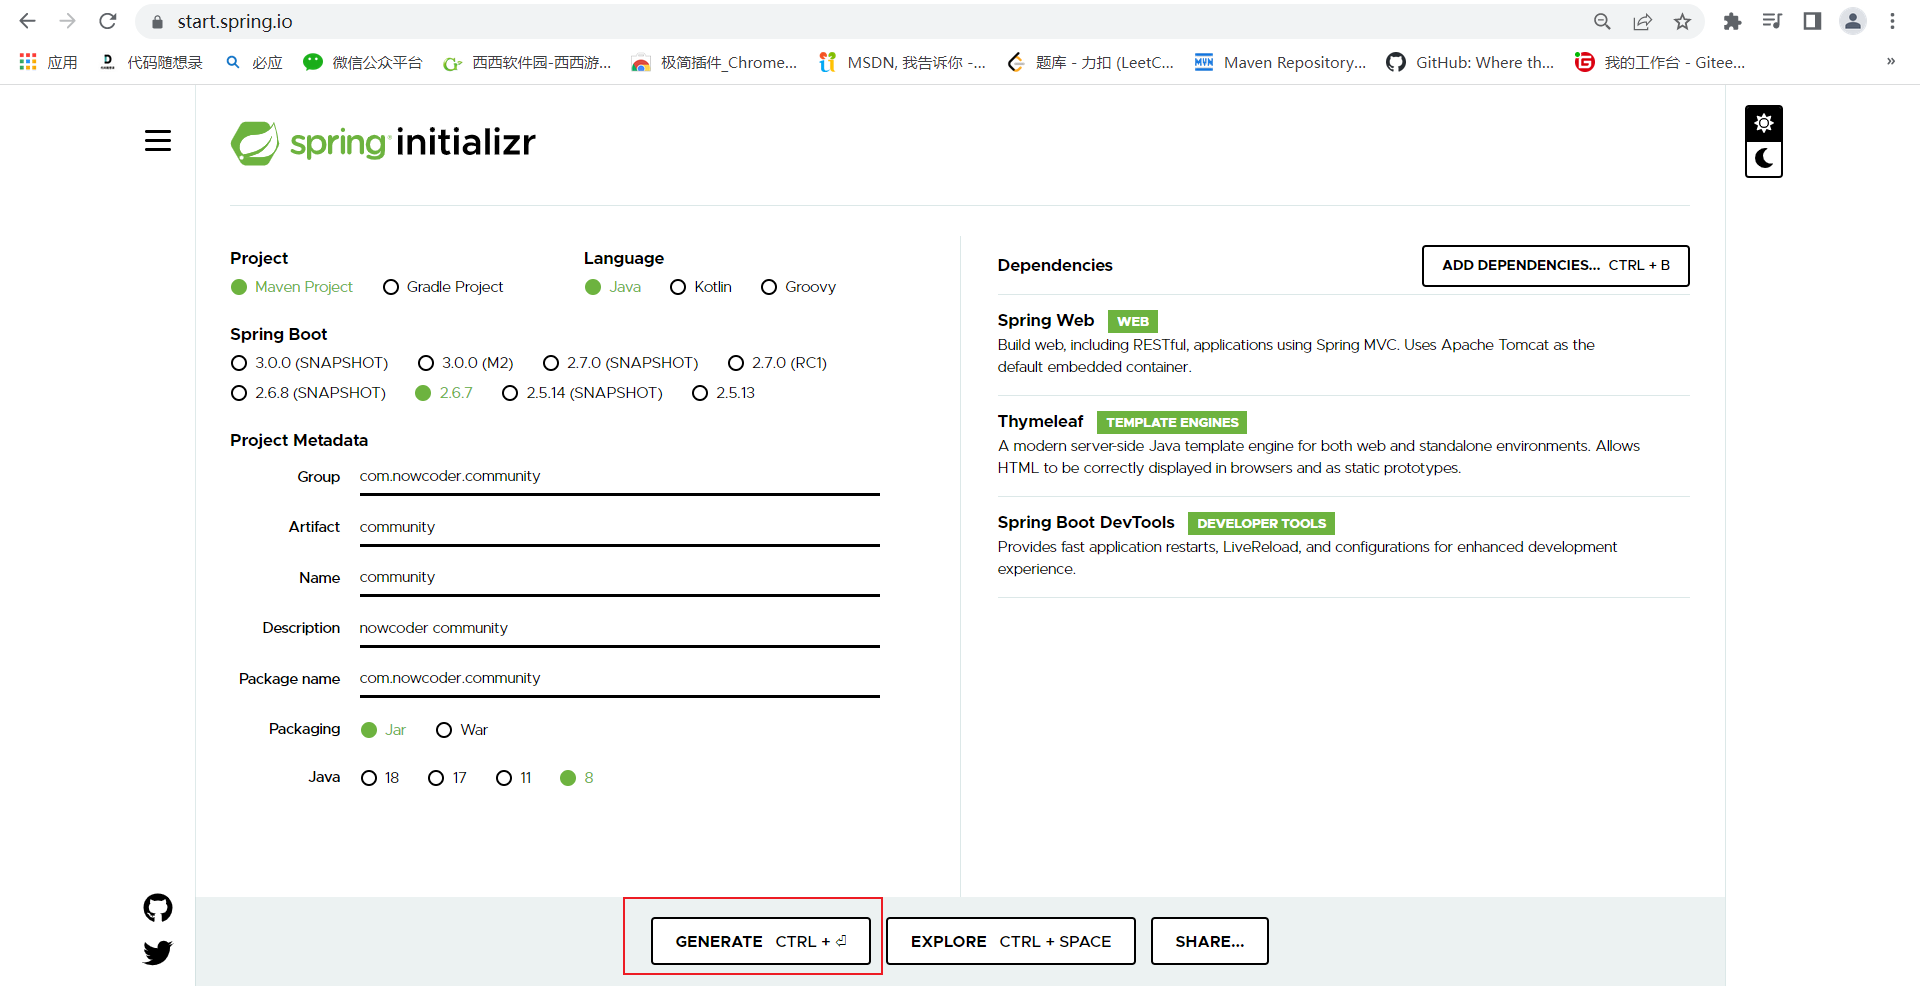 start.spring.io
应用 代码随想录 必应 微信公众平台 西西软件园-西西游... 极简插件_Chrome... MSDN, 我告诉你 -... 题库 - 力扣 (LeetC... Maven Repository:... GitHub: Where th... 我的工作台 - Gitee... »
spring initializr
Project
Maven Project Gradle Project
Language
Java Kotlin Groovy
Spring Boot
3.0.0 (SNAPSHOT) 3.0.0 (M2) 2.7.0 (SNAPSHOT) 2.7.0 (RC1)
2.6.8 (SNAPSHOT) 2.6.7 2.5.14 (SNAPSHOT) 2.5.13
Project Metadata
Group com.nowcoder.community
Artifact community
Name community
Description nowcoder community
Package name com.nowcoder.community
Packaging Jar War
Java 18 17 11 8
Dependencies ADD DEPENDENCIES... CTRL + B
Spring Web WEB
Build web, including RESTful, applications using Spring MVC. Uses Apache Tomcat as the
default embedded container.
Thymeleaf TEMPLATE ENGINES
A modern server-side Java template engine for both web and standalone environments. Allows
HTML to be correctly displayed in browsers and as static prototypes.
Spring Boot DevTools DEVELOPER TOOLS
Provides fast application restarts, LiveReload, and configurations for enhanced development
experience.
GENERATE CTRL + ⏎ EXPLORE CTRL + SPACE SHARE...